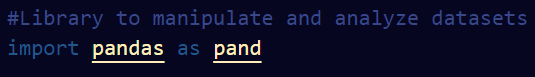 #Library to manipulate and analyze datasets
import pandas as pand